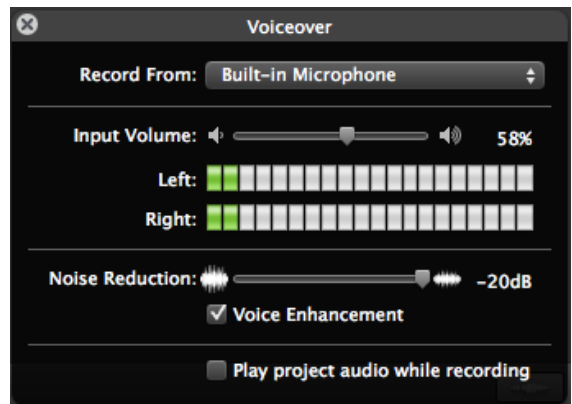 Voiceover
Record From: Built-in Microphone
Input Volume: 58%
Left:
Right:
Noise Reduction: -20dB
Voice Enhancement
Play project audio while recording